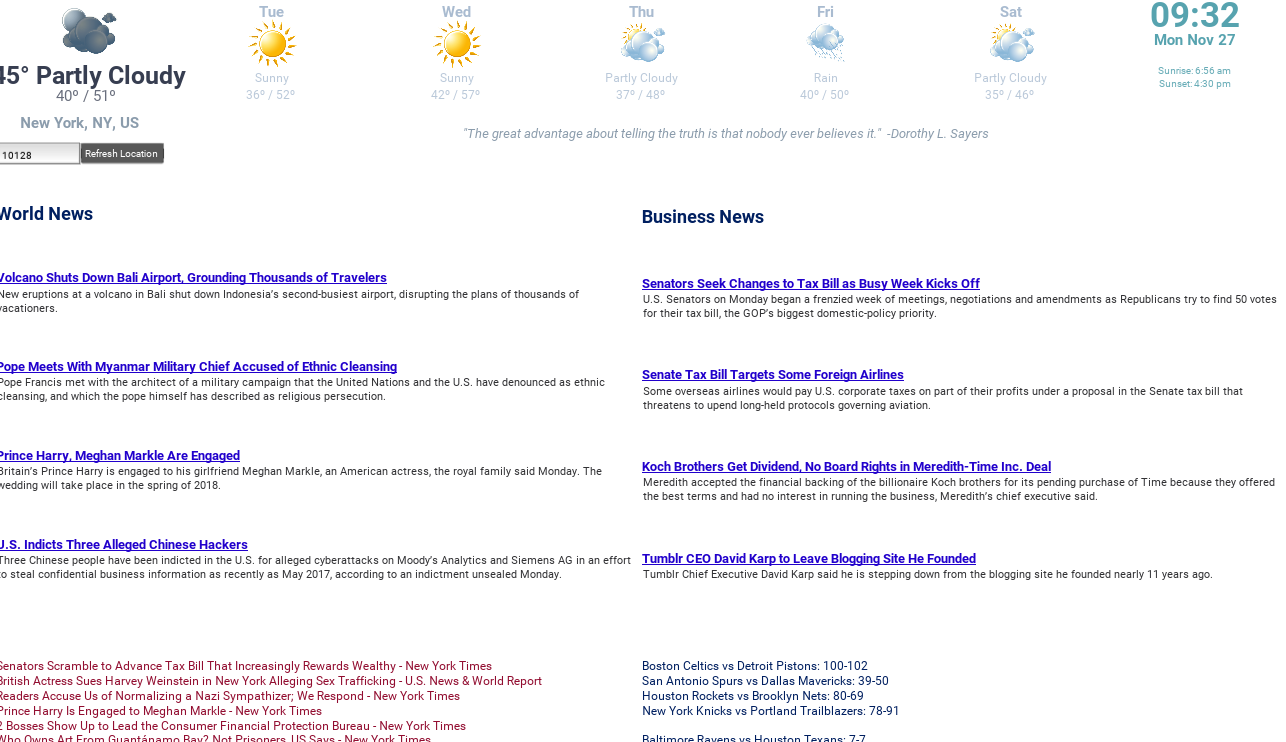 45° Partly Cloudy
40º / 51º
New York, NY, US
10128
Refresh Location
Tue
Sunny
36º / 52º
Wed
Sunny
42º / 57º
Thu
Partly Cloudy
37º / 48º
Fri
Rain
40º / 50º
Sat
Partly Cloudy
35º / 46º
09:32
Mon Nov 27
Sunrise: 6:56 am
Sunset: 4:30 pm
"The great advantage about telling the truth is that nobody ever believes it." -Dorothy L. Sayers
World News
Volcano Shuts Down Bali Airport, Grounding Thousands of Travelers
New eruptions at a volcano in Bali shut down Indonesia’s second-busiest airport, disrupting the plans of thousands of
vacationers.
Pope Meets With Myanmar Military Chief Accused of Ethnic Cleansing
Pope Francis met with the architect of a military campaign that the United Nations and the U.S. have denounced as ethnic
cleansing, and which the pope himself has described as religious persecution.
Prince Harry, Meghan Markle Are Engaged
Britain’s Prince Harry is engaged to his girlfriend Meghan Markle, an American actress, the royal family said Monday. The
wedding will take place in the spring of 2018.
U.S. Indicts Three Alleged Chinese Hackers
Three Chinese people have been indicted in the U.S. for alleged cyberattacks on Moody’s Analytics and Siemens AG in an effort
to steal confidential business information as recently as May 2017, according to an indictment unsealed Monday.
Business News
Senators Seek Changes to Tax Bill as Busy Week Kicks Off
U.S. Senators on Monday began a frenzied week of meetings, negotiations and amendments as Republicans try to find 50 votes
for their tax bill, the GOP’s biggest domestic-policy priority.
Senate Tax Bill Targets Some Foreign Airlines
Some overseas airlines would pay U.S. corporate taxes on part of their profits under a proposal in the Senate tax bill that
threatens to upend long-held protocols governing aviation.
Koch Brothers Get Dividend, No Board Rights in Meredith-Time Inc. Deal
Meredith accepted the financial backing of the billionaire Koch brothers for its pending purchase of Time because they offered
the best terms and had no interest in running the business, Meredith’s chief executive said.
Tumblr CEO David Karp to Leave Blogging Site He Founded
Tumblr Chief Executive David Karp said he is stepping down from the blogging site he founded nearly 11 years ago.
Senators Scramble to Advance Tax Bill That Increasingly Rewards Wealthy - New York Times
British Actress Sues Harvey Weinstein in New York Alleging Sex Trafficking - U.S. News & World Report
Readers Accuse Us of Normalizing a Nazi Sympathizer; We Respond - New York Times
Prince Harry Is Engaged to Meghan Markle - New York Times
2 Bosses Show Up to Lead the Consumer Financial Protection Bureau - New York Times
Who Owns Art From Guantánamo Bay? Not Prisoners, US Says - New York Times
Boston Celtics vs Detroit Pistons: 100-102
San Antonio Spurs vs Dallas Mavericks: 39-50
Houston Rockets vs Brooklyn Nets: 80-69
New York Knicks vs Portland Trailblazers: 78-91
Baltimore Ravens vs Houston Texans: 7-7